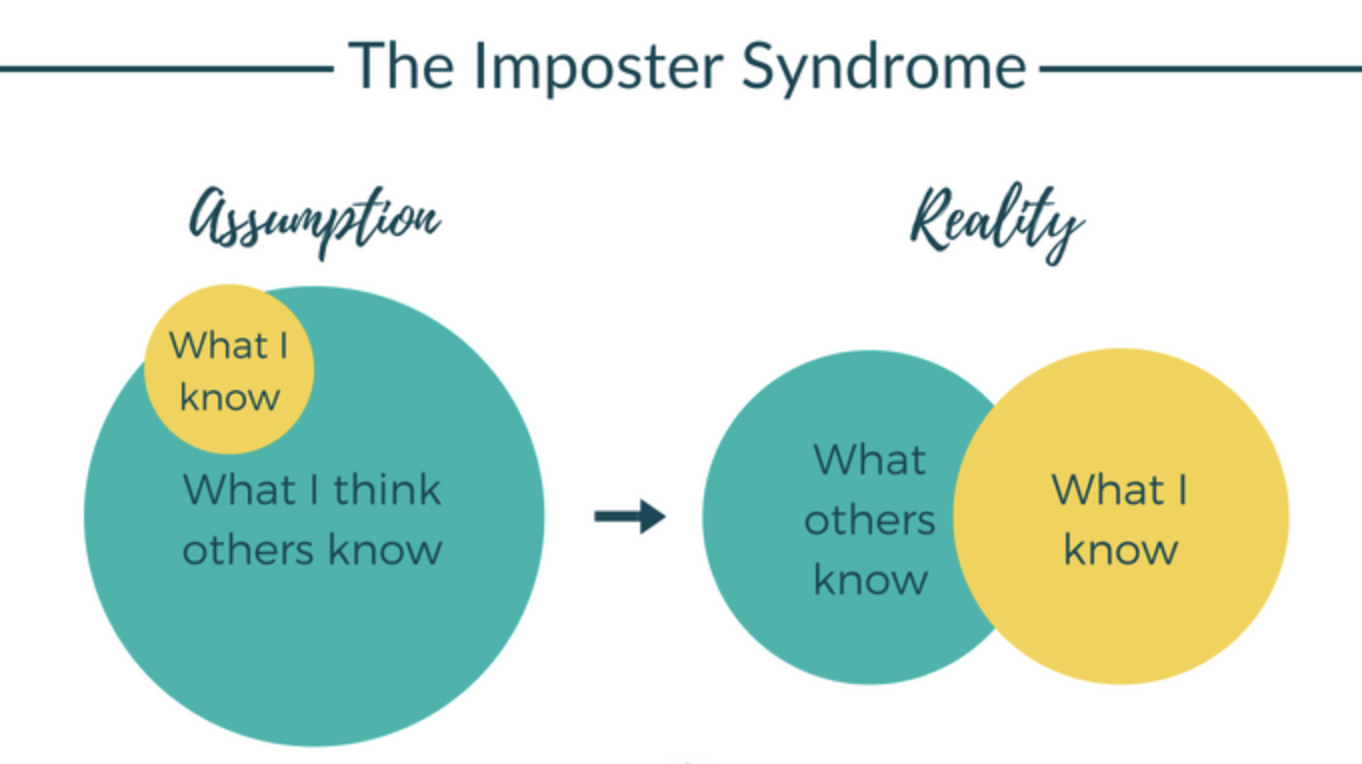 The Imposter Syndrome
Assumption
Reality
What I
know
What I think
others know
What
others
know
What I
know